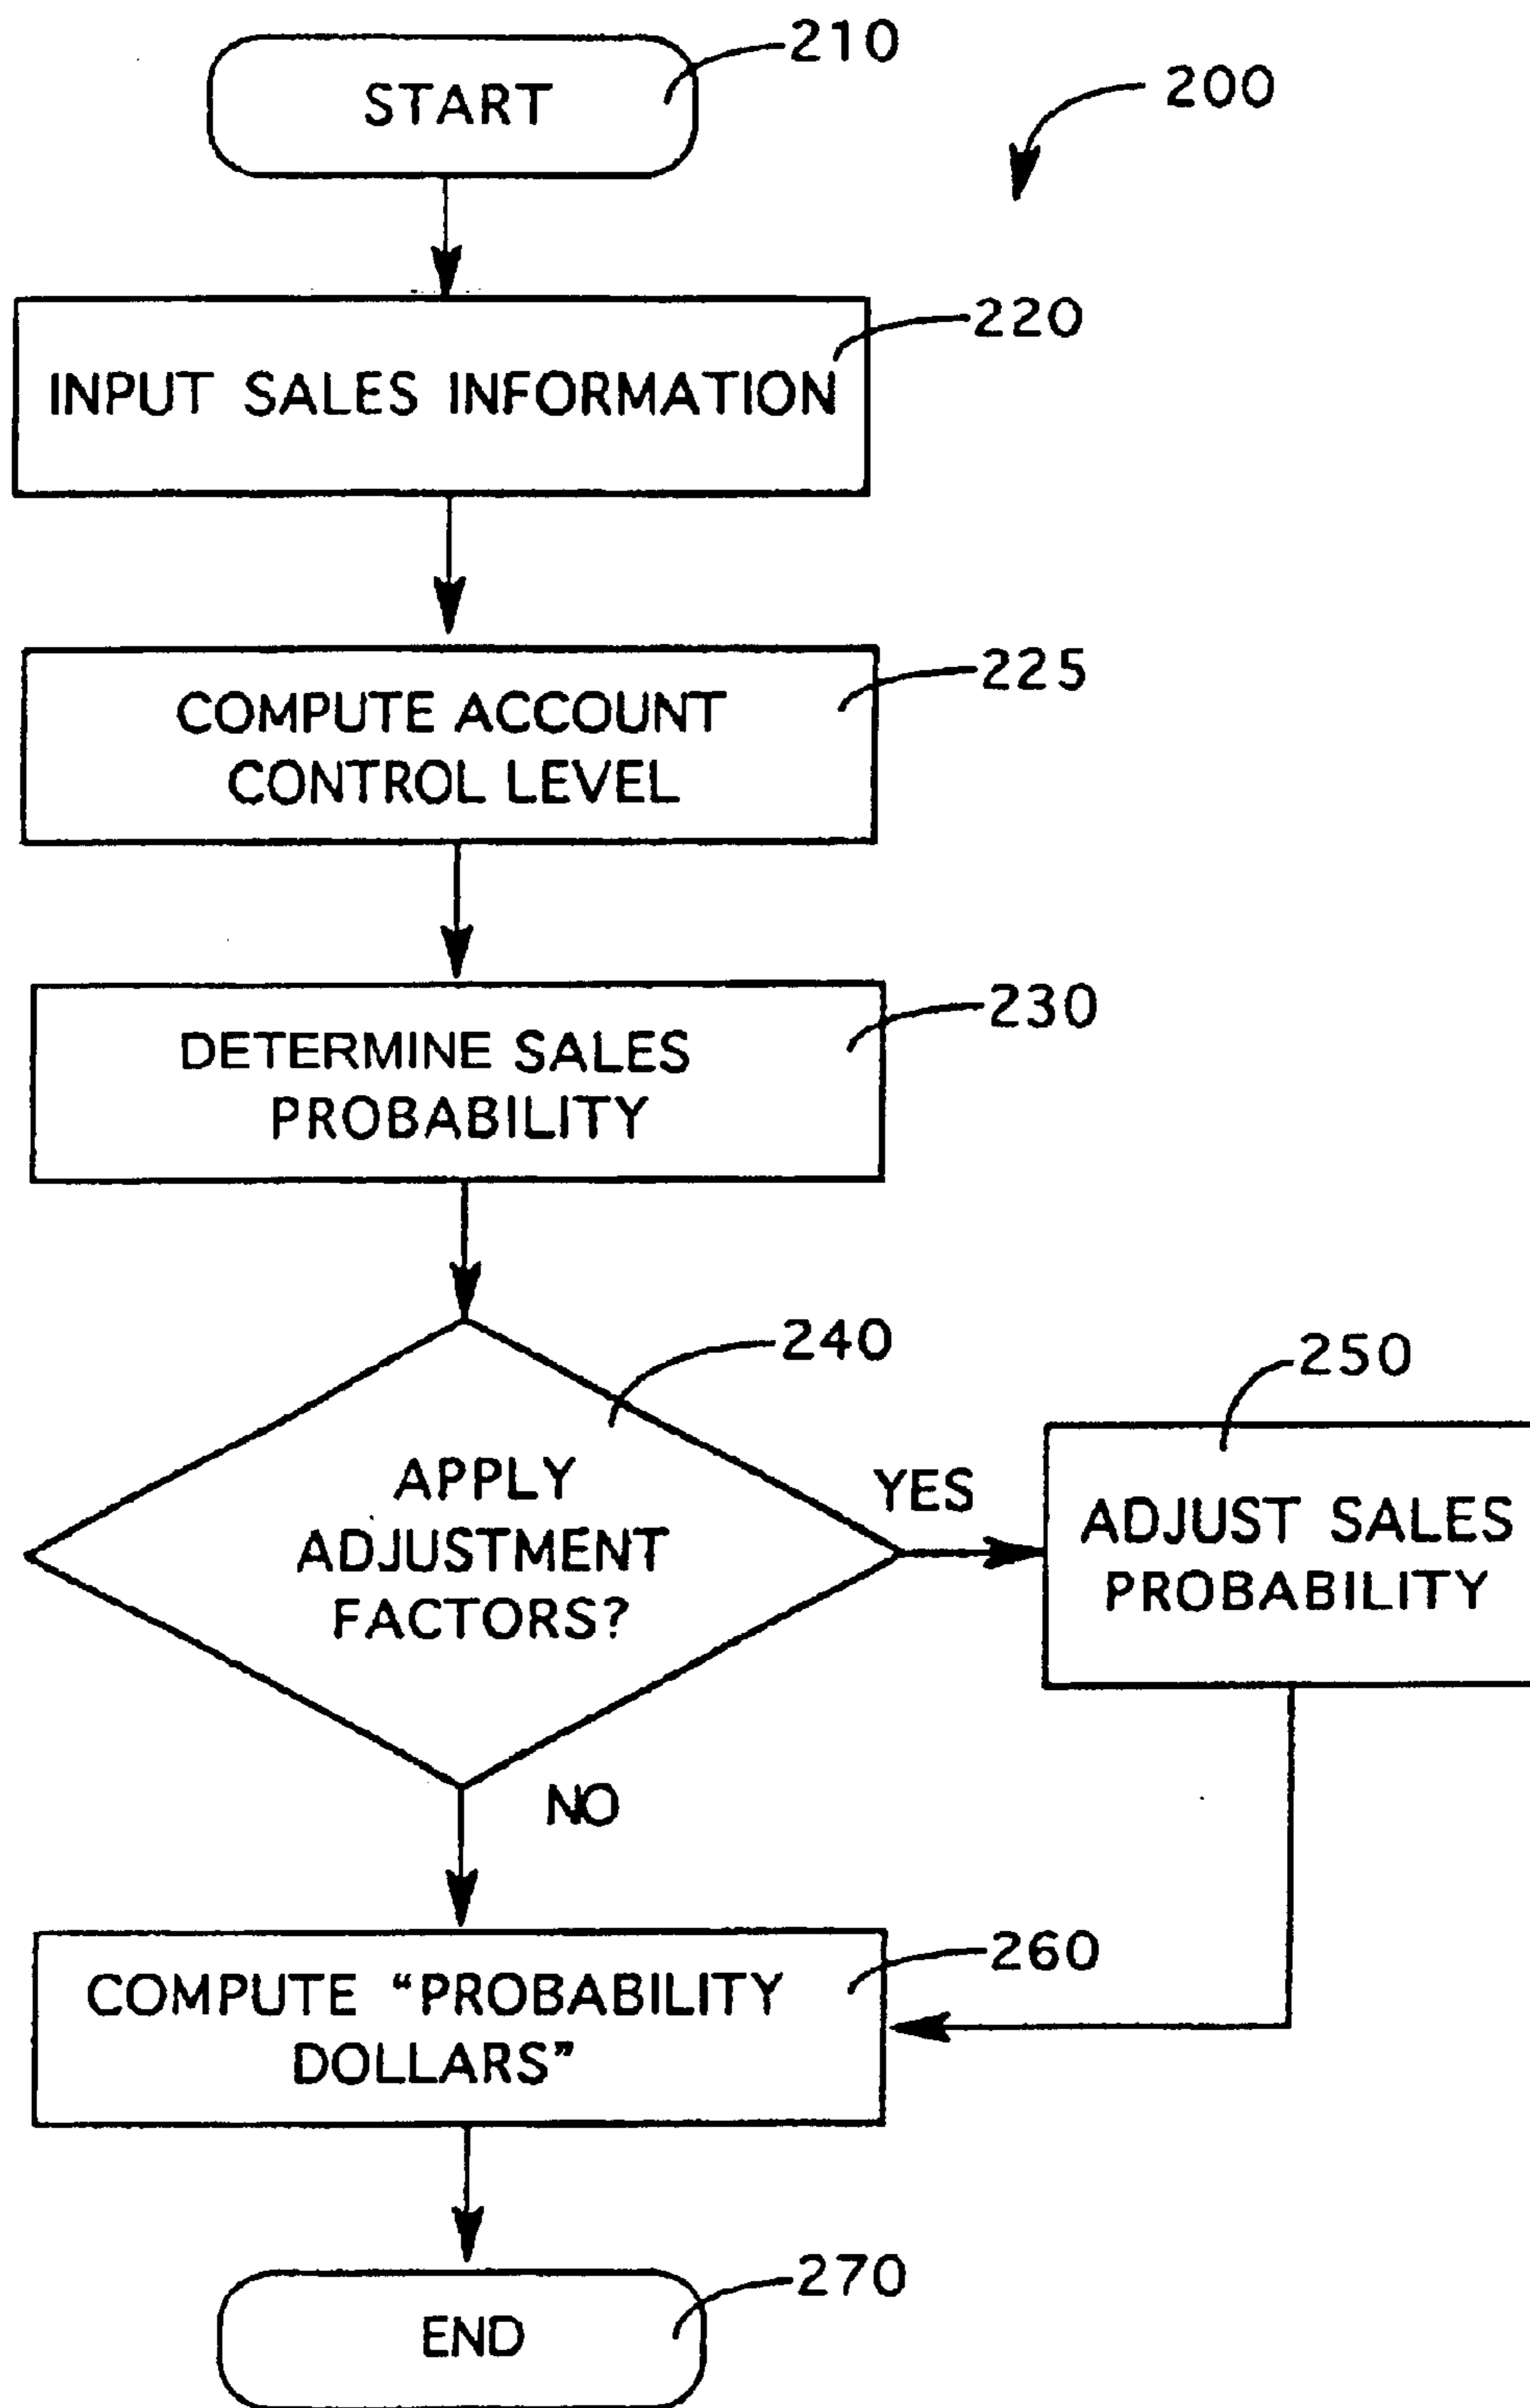 210
START
200
220
INPUT SALES INFORMATION
225
COMPUTE ACCOUNT
CONTROL LEVEL
230
DETERMINE SALES
PROBABILITY
240
250
APPLY
ADJUSTMENT
FACTORS?
YES
ADJUST SALES
PROBABILITY
NO
260
COMPUTE “PROBABILITY
DOLLARS”
270
END